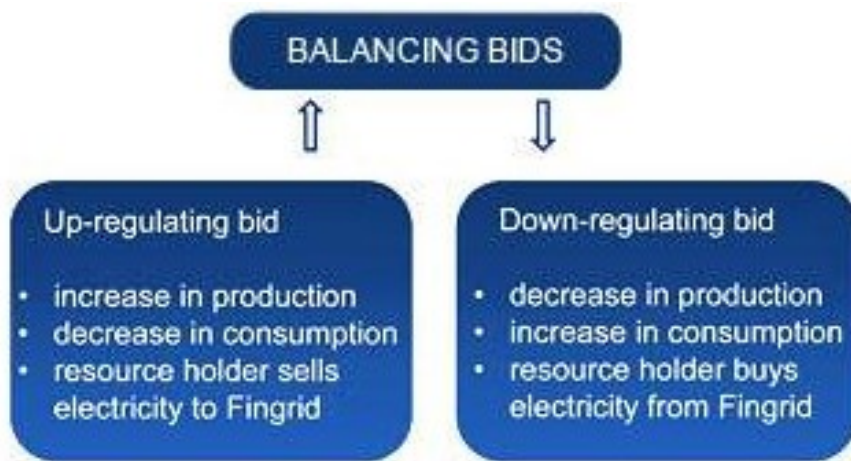 BALANCING BIDS
Up-regulating bid
• increase in production
• decrease in consumption
• resource holder sells
electricity to Fingrid
Down-regulating bid
• decrease in production
• increase in consumption
• resource holder buys
electricity from Fingrid